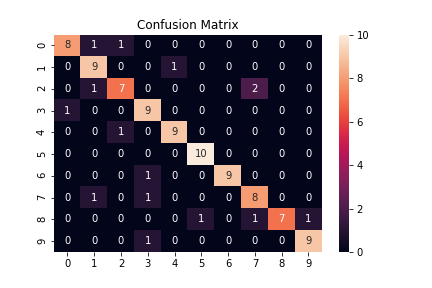 Confusion Matrix
0 8 1 1 0 0 0 0 0 0 0
1 0 9 0 0 1 0 0 0 0 0
2 0 1 7 0 0 0 0 2 0 0
3 1 0 0 9 0 0 0 0 0 0
4 0 0 1 0 9 0 0 0 0 0
5 0 0 0 0 0 10 0 0 0 0
6 0 0 0 1 0 0 9 0 0 0
7 0 1 0 1 0 0 0 8 0 0
8 0 0 0 0 0 1 0 1 7 1
9 0 0 0 1 0 0 0 0 0 9
0 1 2 3 4 5 6 7 8 9
10
8
6
4
2
0